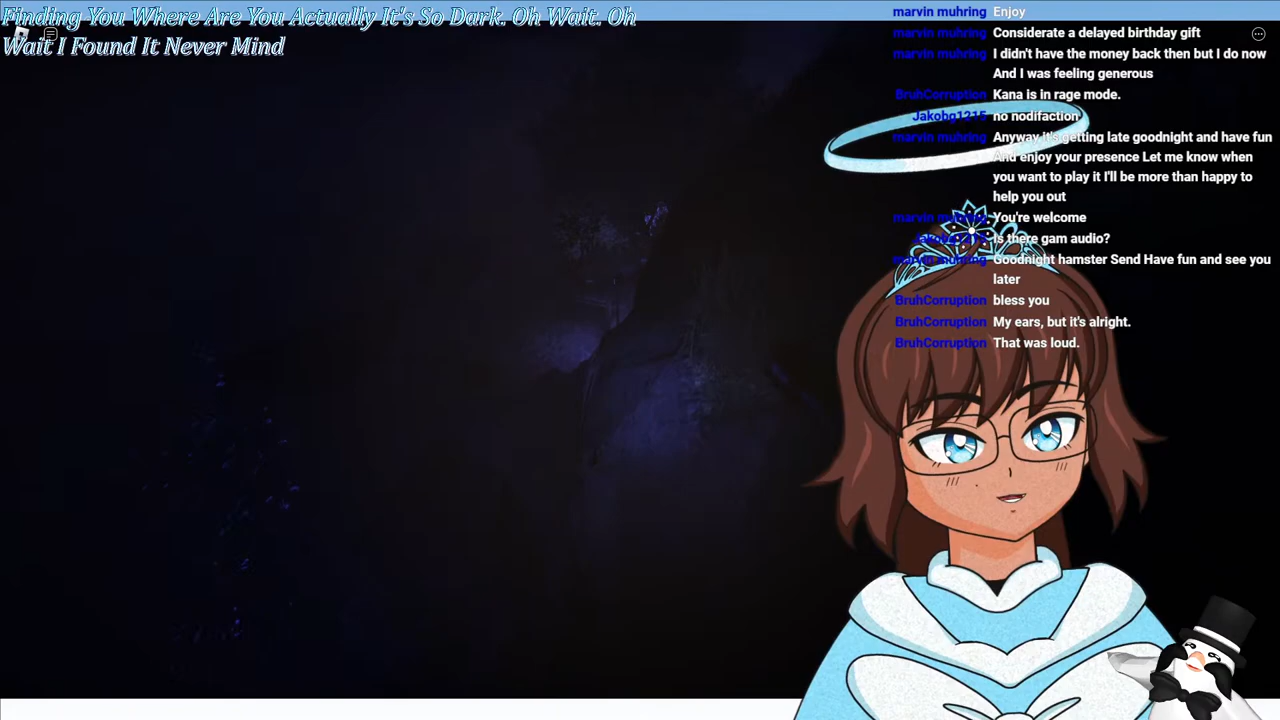 Finding You Where Are You Actually It's So Dark. Oh Wait. Oh
Wait I Found It Never Mind
marvin muhring Enjoy
marvin muhring Considerate a delayed birthday gift
marvin muhring I didn't have the money back then but I do now
And I was feeling generous
BruhCorruption Kana is in rage mode.
Jakobg1215 no nodifaction
marvin muhring Anyway it's getting late goodnight and have fun
And enjoy your presence Let me know when
you want to play it I'll be more than happy to
help you out
marvin muhring You're welcome
Jakobg1215 Is there gam audio?
marvin muhring Goodnight hamster Send Have fun and see you
later
BruhCorruption bless you
BruhCorruption My ears, but it's alright.
BruhCorruption That was loud.